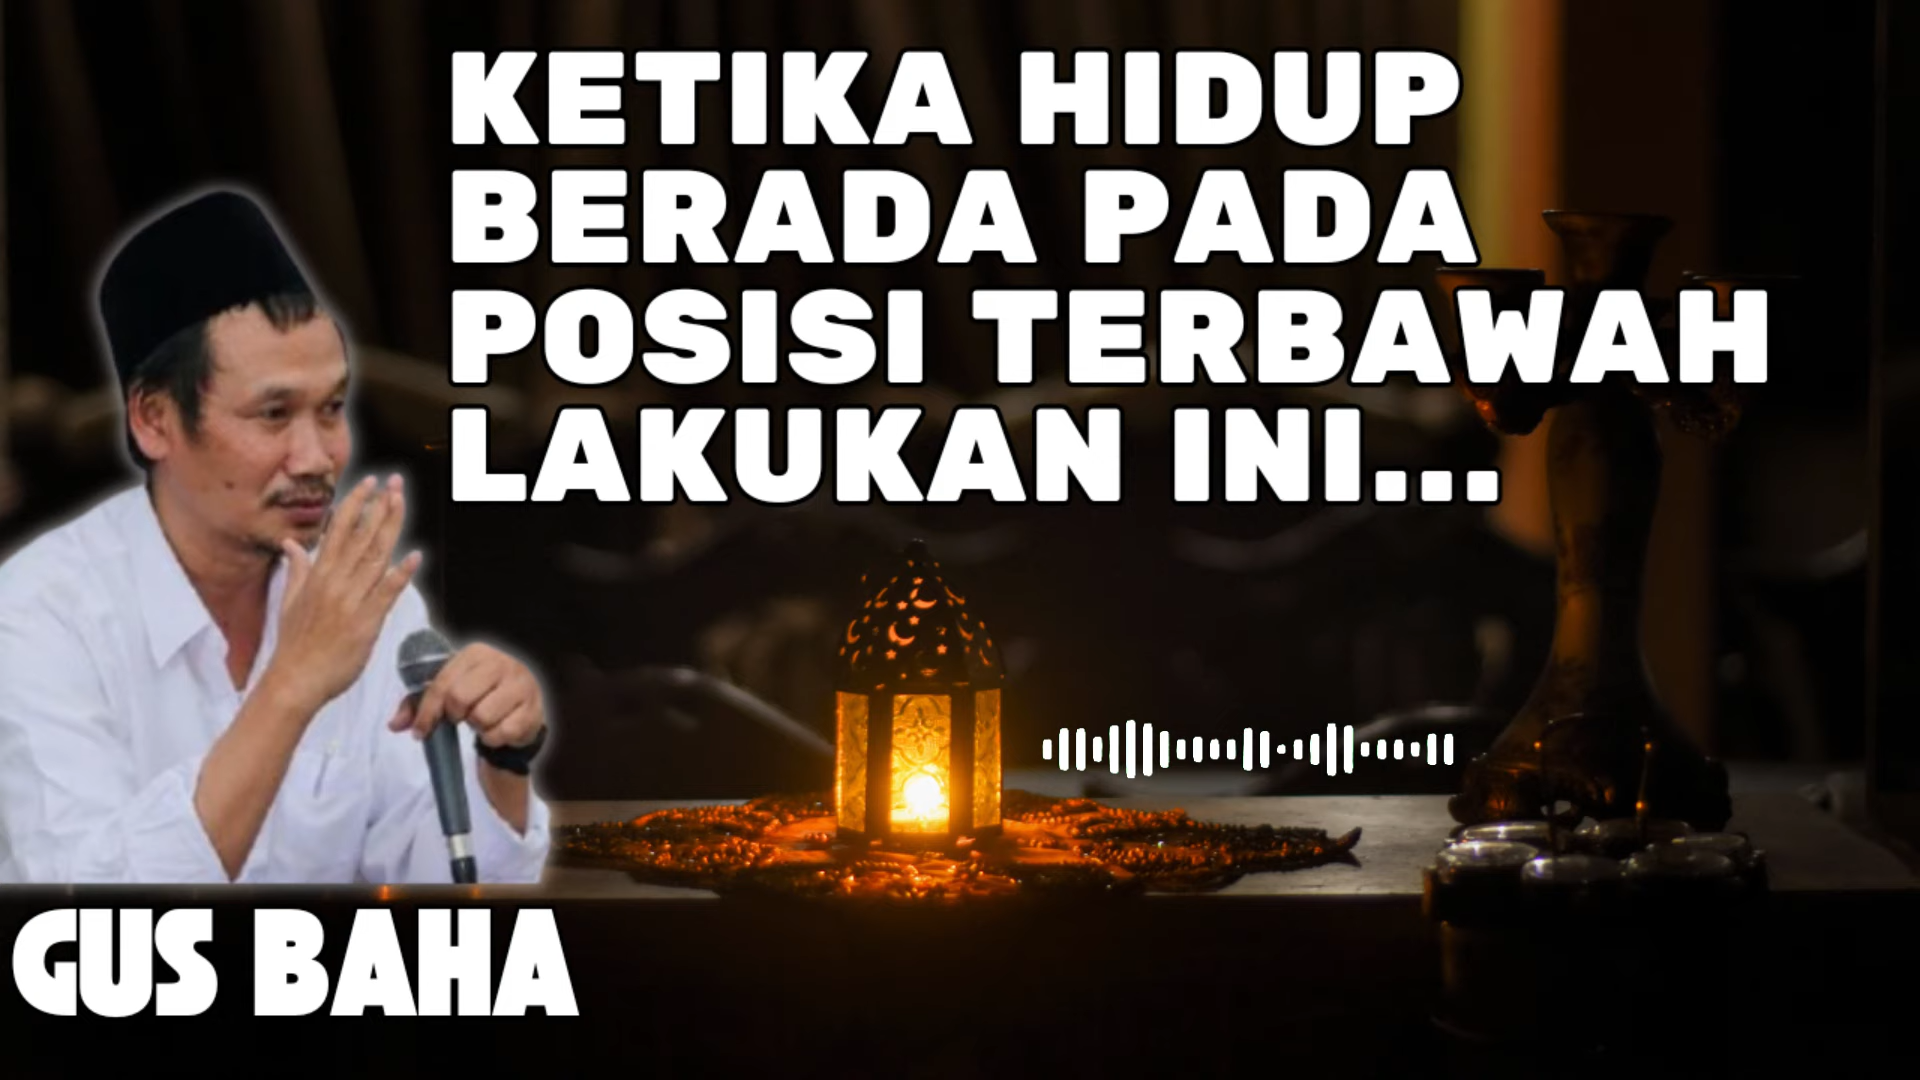 KETIKA HIDUP
BERADA PADA
POSISI TERBAWAH
LAKUKAN INI...
GUS BAHA